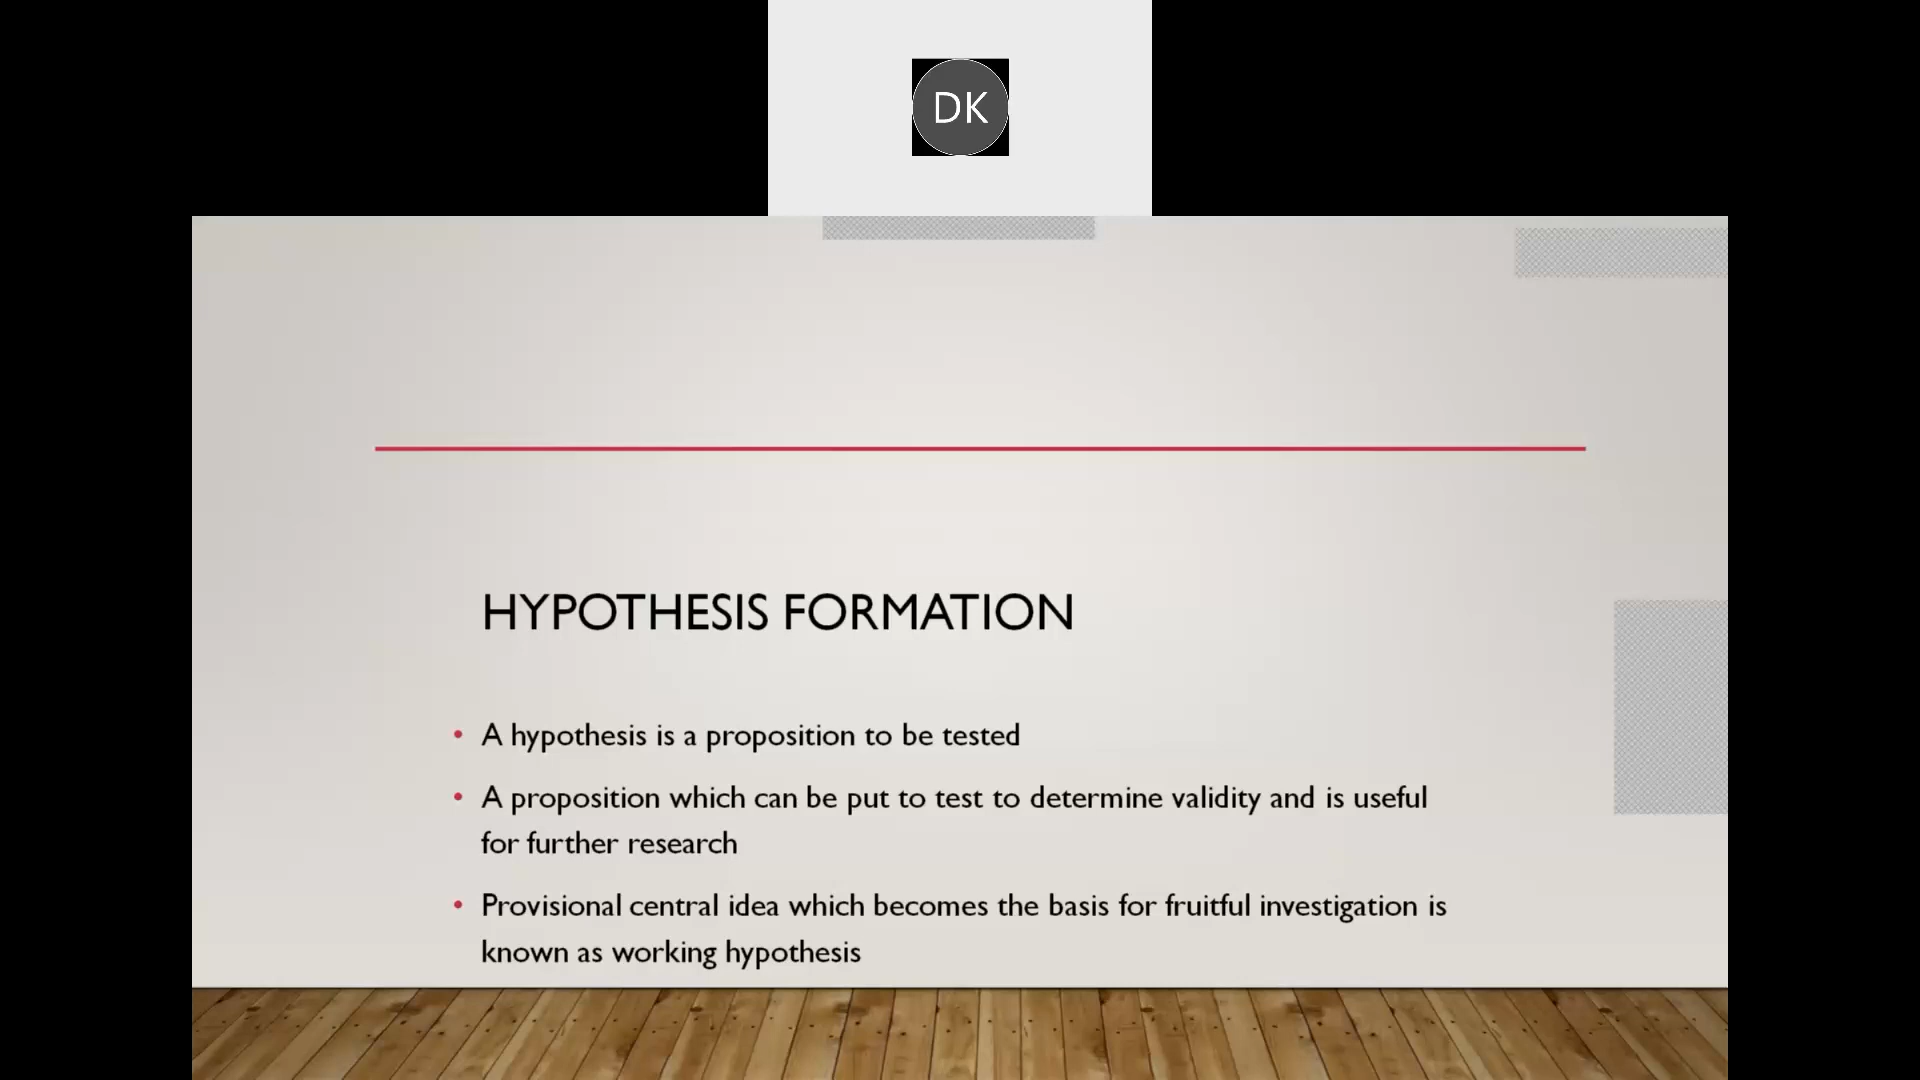 DK
HYPOTHESIS FORMATION
• A hypothesis is a proposition to be tested
• A proposition which can be put to test to determine validity and is useful
for further research
• Provisional central idea which becomes the basis for fruitful investigation is
known as working hypothesis